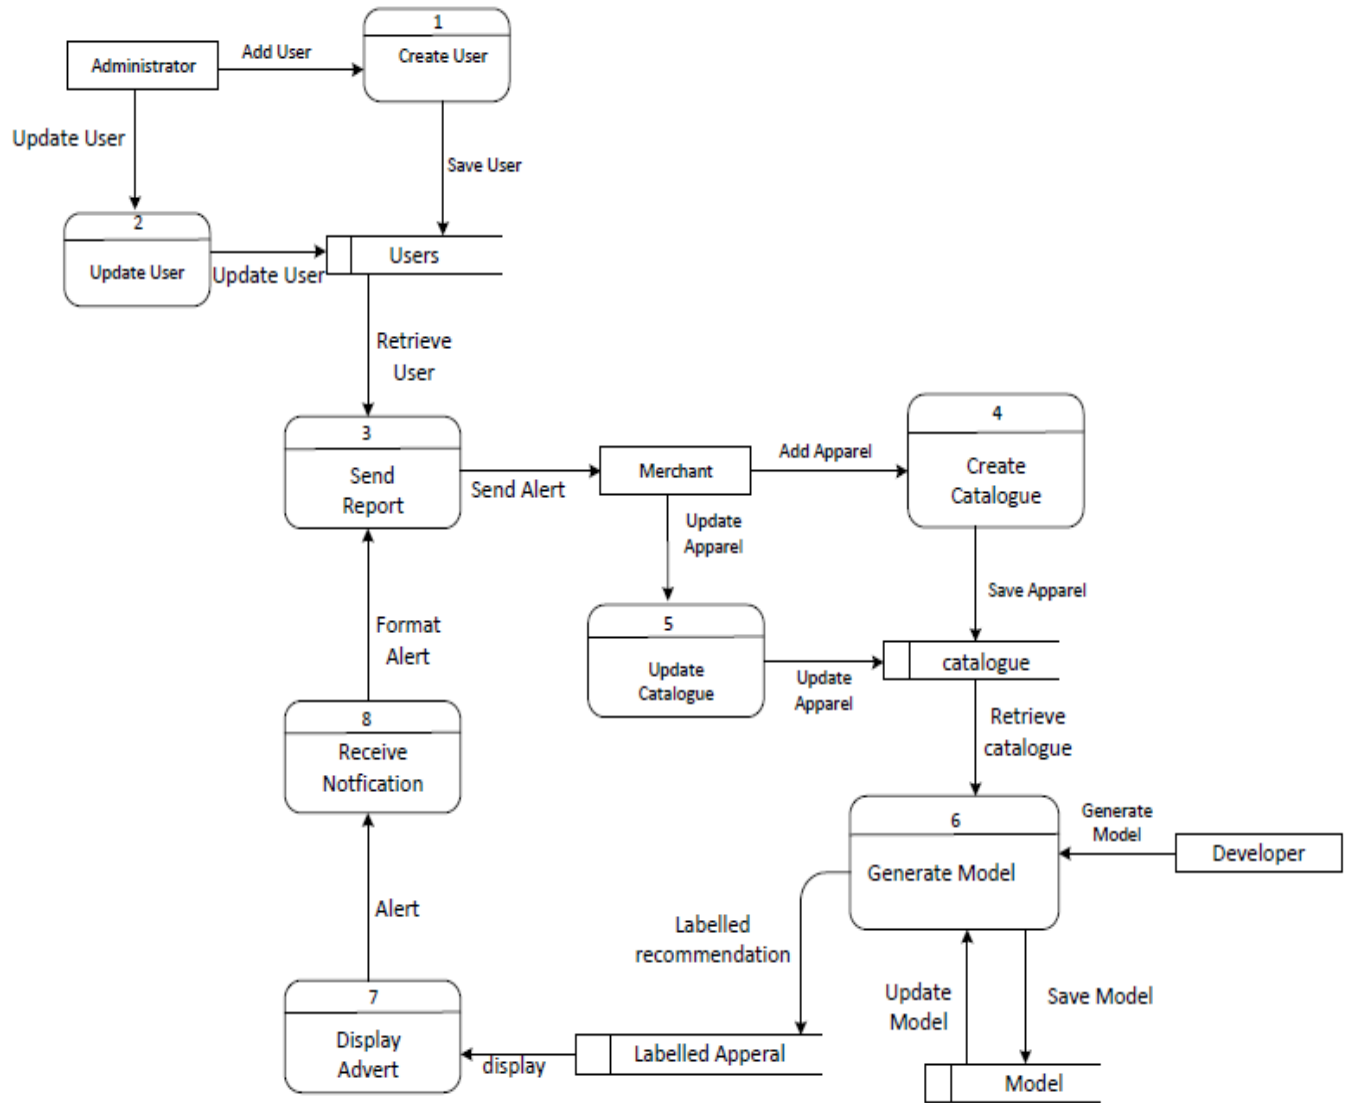 1
Add User
Create User
Administrator
Update User
Save User
2
Update User
Update User
Users
Retrieve
User
3
Send
Report
Send Alert
Merchant
Add Apparel
4
Create
Catalogue
Update
Apparel
Save Apparel
5
Update
Catalogue
Update
Apparel
catalogue
Format
Alert
Retrieve
catalogue
8
Receive
Notfication
6
Generate Model
Generate
Model
Developer
Alert
Labelled
recommendation
Update
Model
Save Model
7
Display
Advert
display
Labelled Apperal
Model